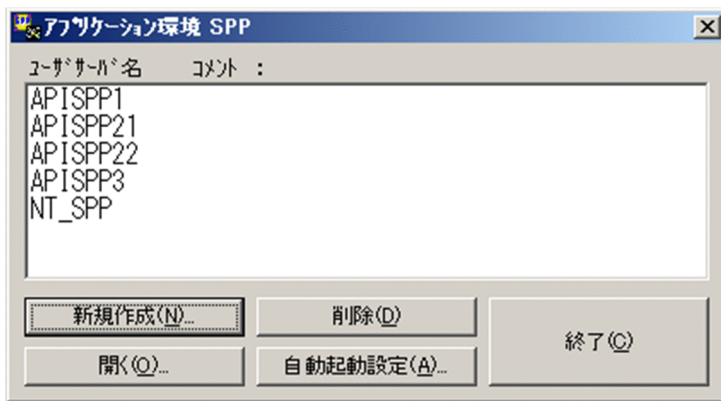 アプリケーション環境 SPP
ユーザサーバ名 コメント :
APISPP1
APISPP21
APISPP22
APISPP3
NT_SPP
新規作成(N)...
削除(D)
終了(C)
開く(O)...
自動起動設定(A)...